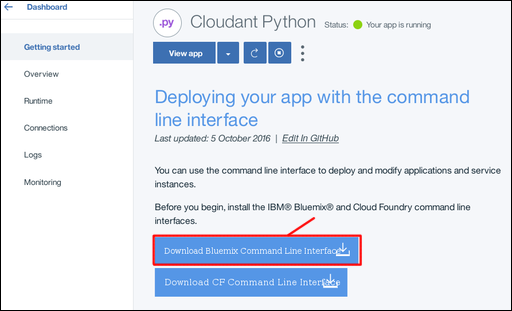 Dashboard
.py Cloudant Python Status: Your app is running
Getting started
View app
Overview
Runtime
Connections
Logs
Monitoring
Deploying your app with the command
line interface
Last updated: 5 October 2016 | Edit In GitHub
You can use the command line interface to deploy and modify applications and service
instances.
Before you begin, install the IBM® Bluemix® and Cloud Foundry command line
interfaces.
Download Bluemix Command Line Interface
Download CF Command Line Interface